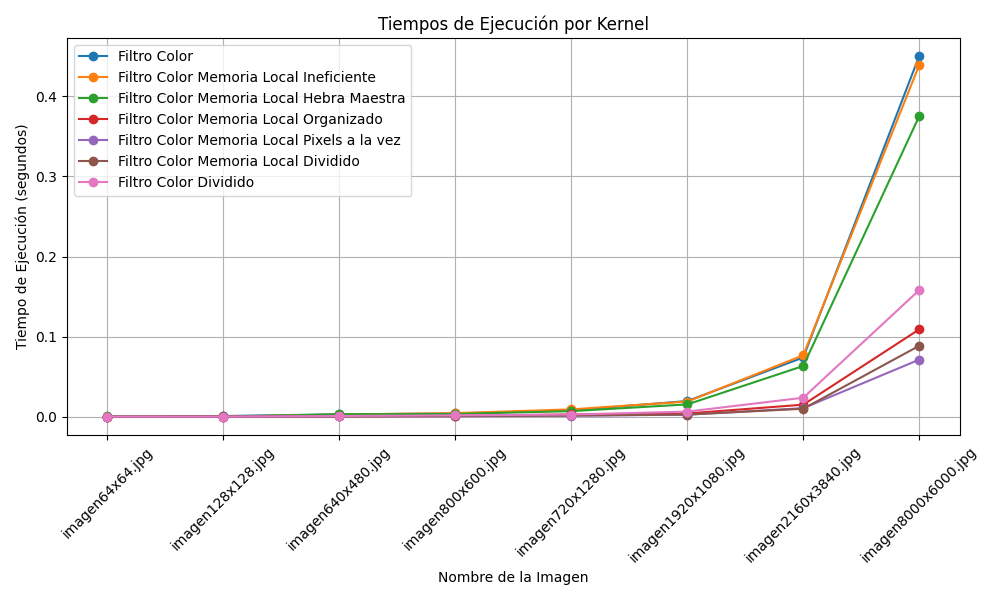 Tiempos de Ejecución por Kernel
Filtro Color
Filtro Color Memoria Local Ineficiente
Filtro Color Memoria Local Hebra Maestra
Filtro Color Memoria Local Organizado
Filtro Color Memoria Local Pixels a la vez
Filtro Color Memoria Local Dividido
Filtro Color Dividido
Tiempo de Ejecución (segundos)
0.4
0.3
0.2
0.1
0.0
imagen64x64.jpg
imagen128x128.jpg
imagen640x480.jpg
imagen800x600.jpg
imagen720x1280.jpg
imagen1920x1080.jpg
imagen2160x3840.jpg
imagen8000x6000.jpg
Nombre de la Imagen